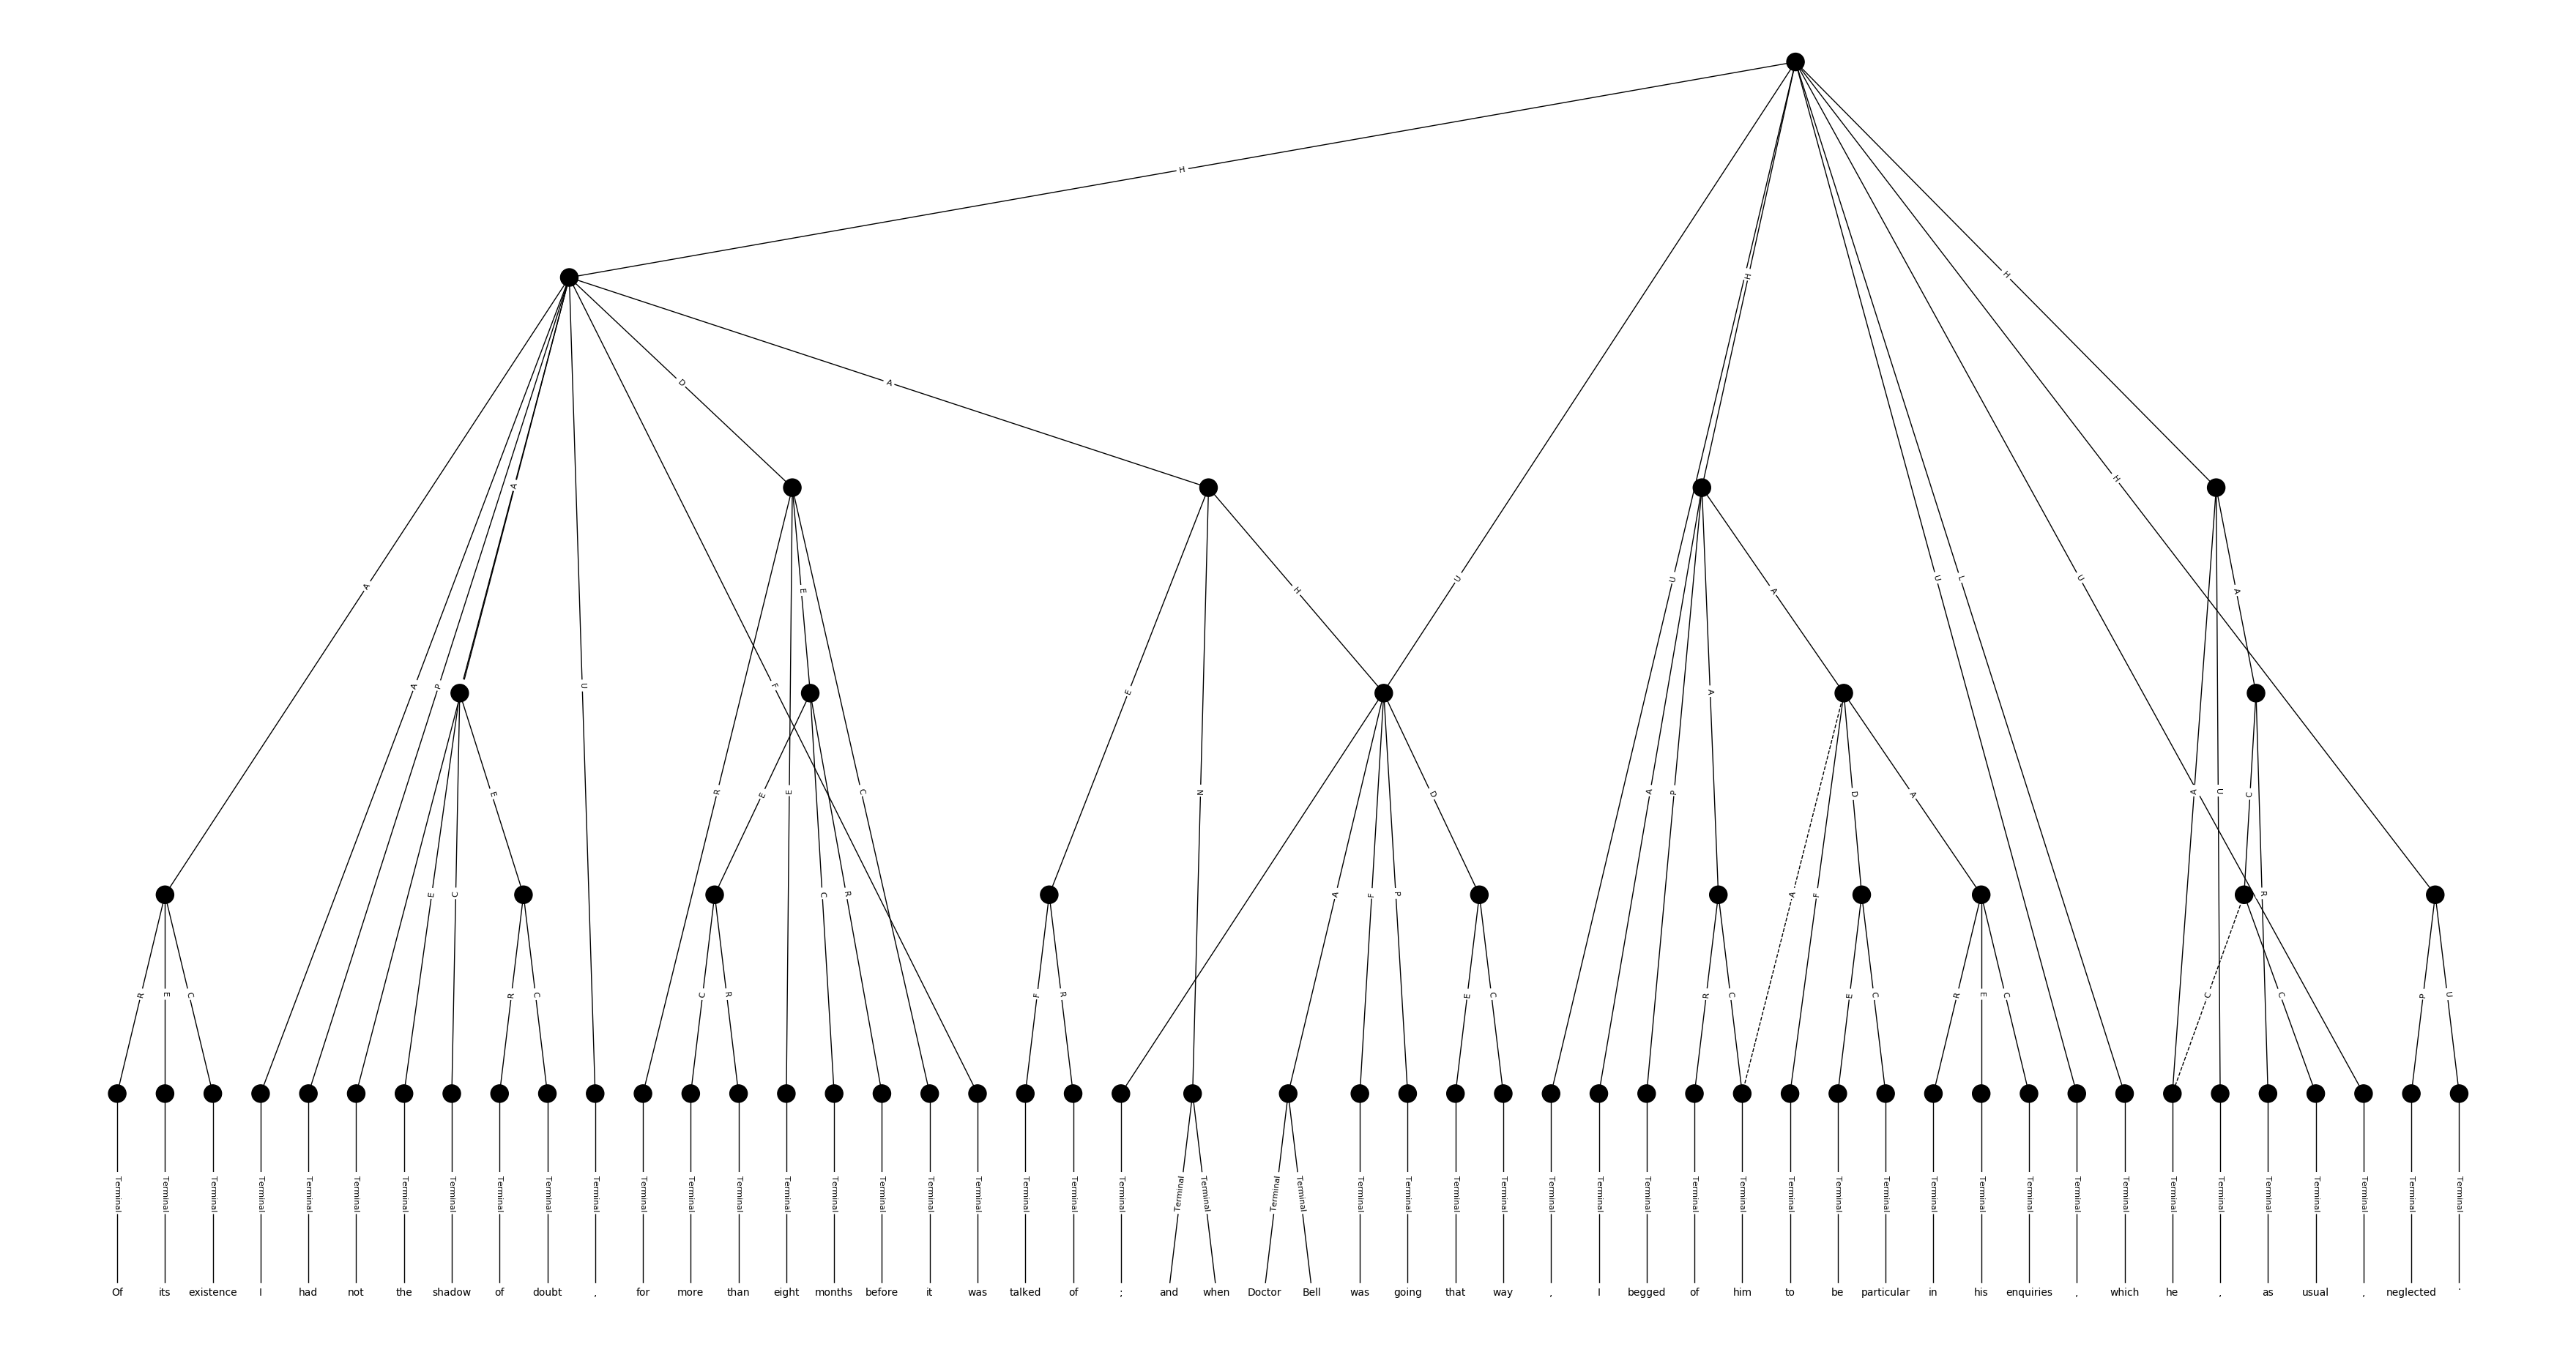 H
H H
A D A
A U U U L U H
A A P U E F E H A A
R E E C E N A P A A U C
E C E C R A F P D A F D A R
R E C R C C R F R E C R C E C R E C C C P U
Terminal Terminal Terminal Terminal Terminal Terminal Terminal Terminal Terminal Terminal Terminal Terminal Terminal Terminal Terminal Terminal Terminal Terminal Terminal Terminal Terminal Terminal Terminal Terminal Terminal Terminal Terminal Terminal Terminal Terminal Terminal Terminal Terminal Terminal Terminal Terminal Terminal Terminal Terminal Terminal Terminal Terminal Terminal Terminal Terminal Terminal Terminal Terminal Terminal Terminal
Of its existence I had not the shadow of doubt , for more than eight months before it was talked of ; and when Doctor Bell was going that way , I begged of him to be particular in his enquiries , which he , as usual , neglected .